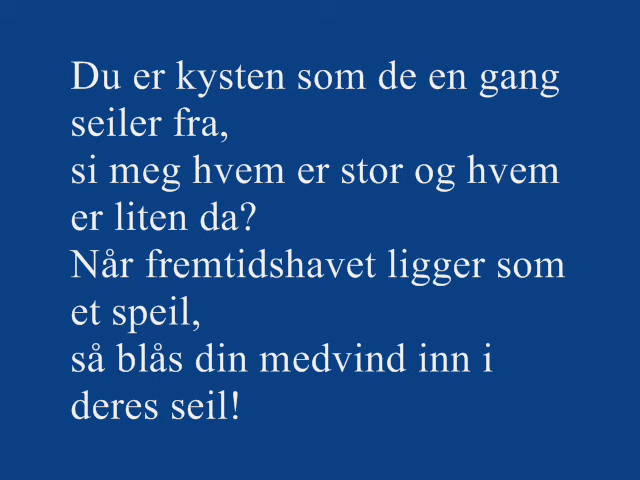 Du er kysten som de en gang
seiler fra,
si meg hvem er stor og hvem
er liten da?
Når fremtidshavet ligger som
et speil,
så blås din medvind inn i
deres seil!